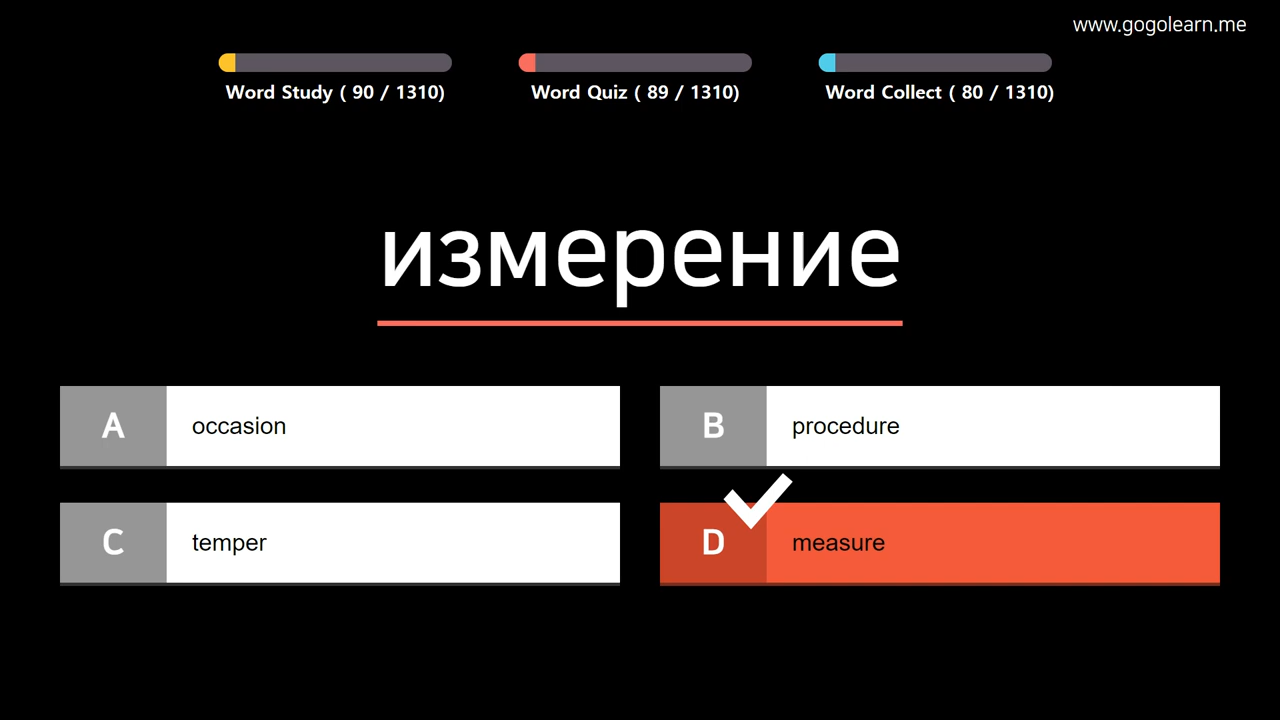 www.gogolearn.me
Word Study ( 90 / 1310)
Word Quiz ( 89 / 1310)
Word Collect ( 80 / 1310)
измерение
A occasion
B procedure
C temper
D measure